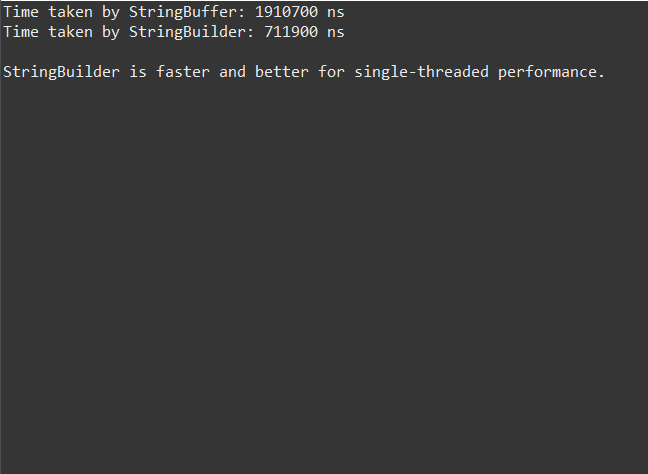 Time taken by StringBuffer: 1910700 ns
Time taken by StringBuilder: 711900 ns
StringBuilder is faster and better for single-threaded performance.